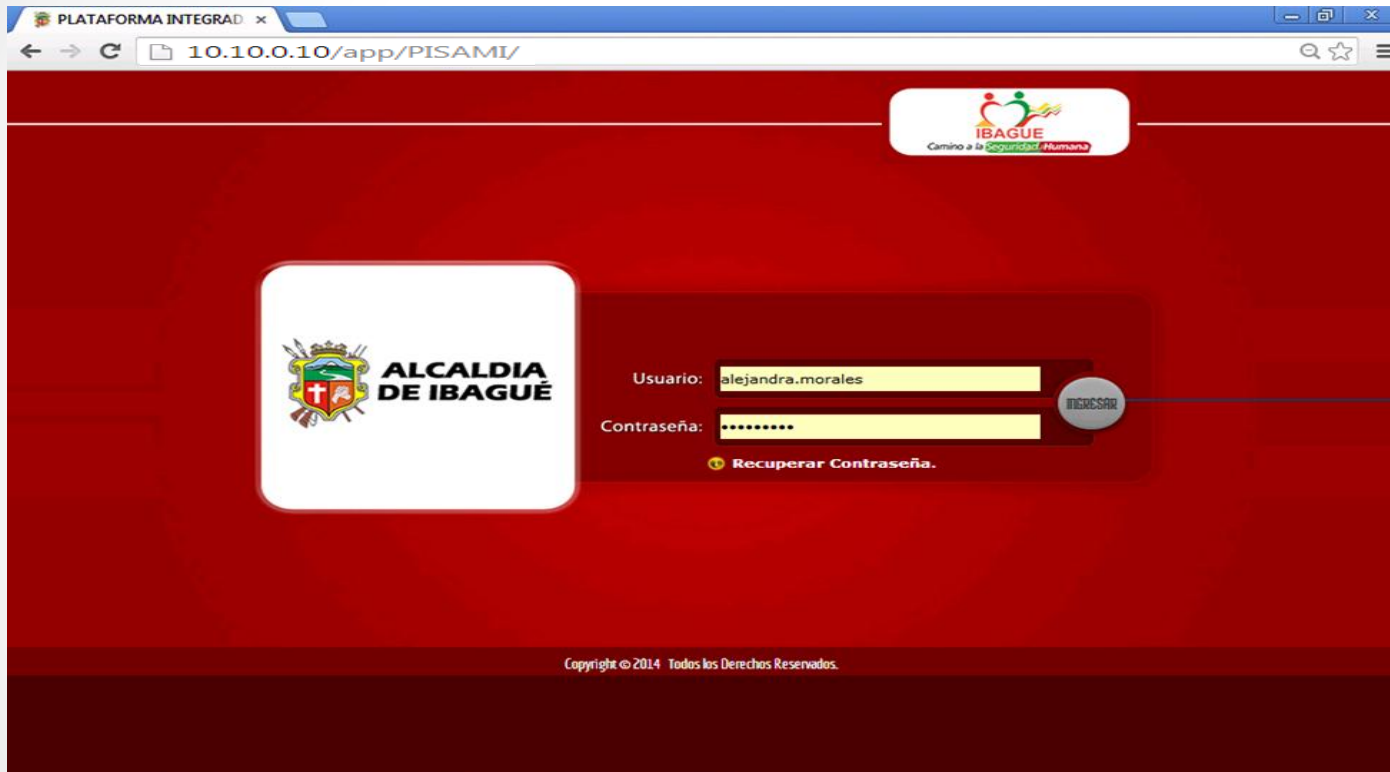 PLATAFORMA INTEGRAD
10.10.0.10/app/PISAMI/
IBAGUE
Camino a la Seguridad Humana
ALCALDIA
DE IBAGUÉ
Usuario: alejandra.morales
INGRESAR
Contraseña: •••••••••
Recuperar Contraseña.
Copyright © 2014 Todos los Derechos Reservados.